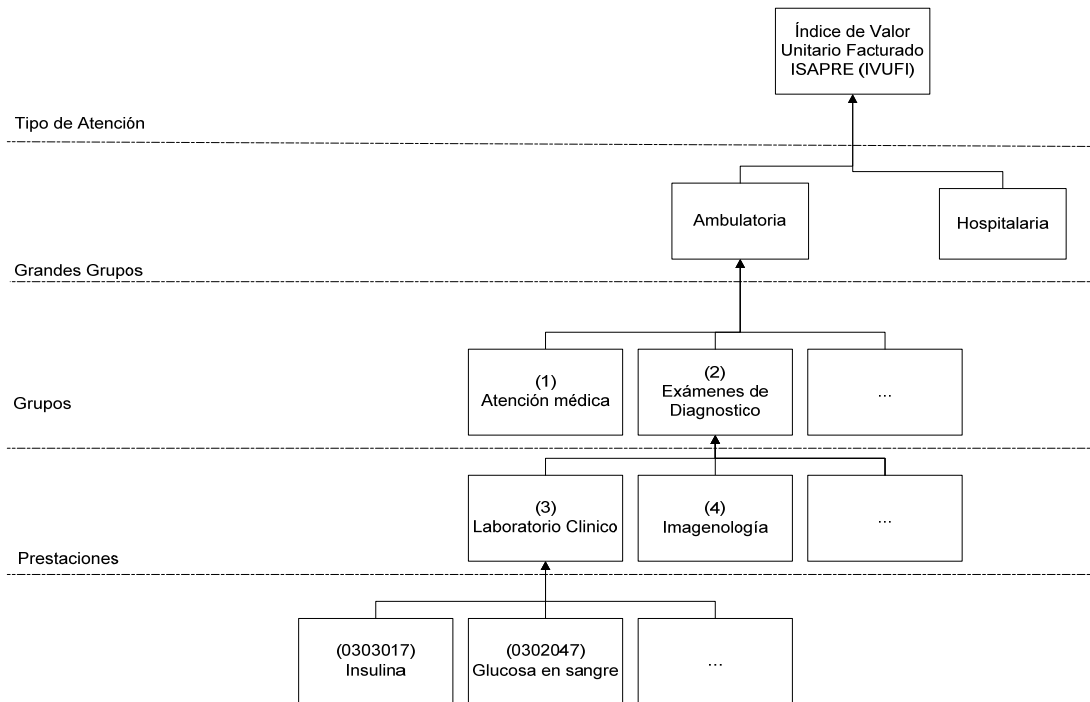 Índice de Valor
Unitario Facturado
ISAPRE (IVUFI)
Tipo de Atención
Ambulatoria
Hospitalaria
Grandes Grupos
(1)
Atención médica
(2)
Exámenes de
Diagnostico
...
Grupos
(3)
Laboratorio Clinico
(4)
Imagenología
...
Prestaciones
(0303017)
Insulina
(0302047)
Glucosa en sangre
...